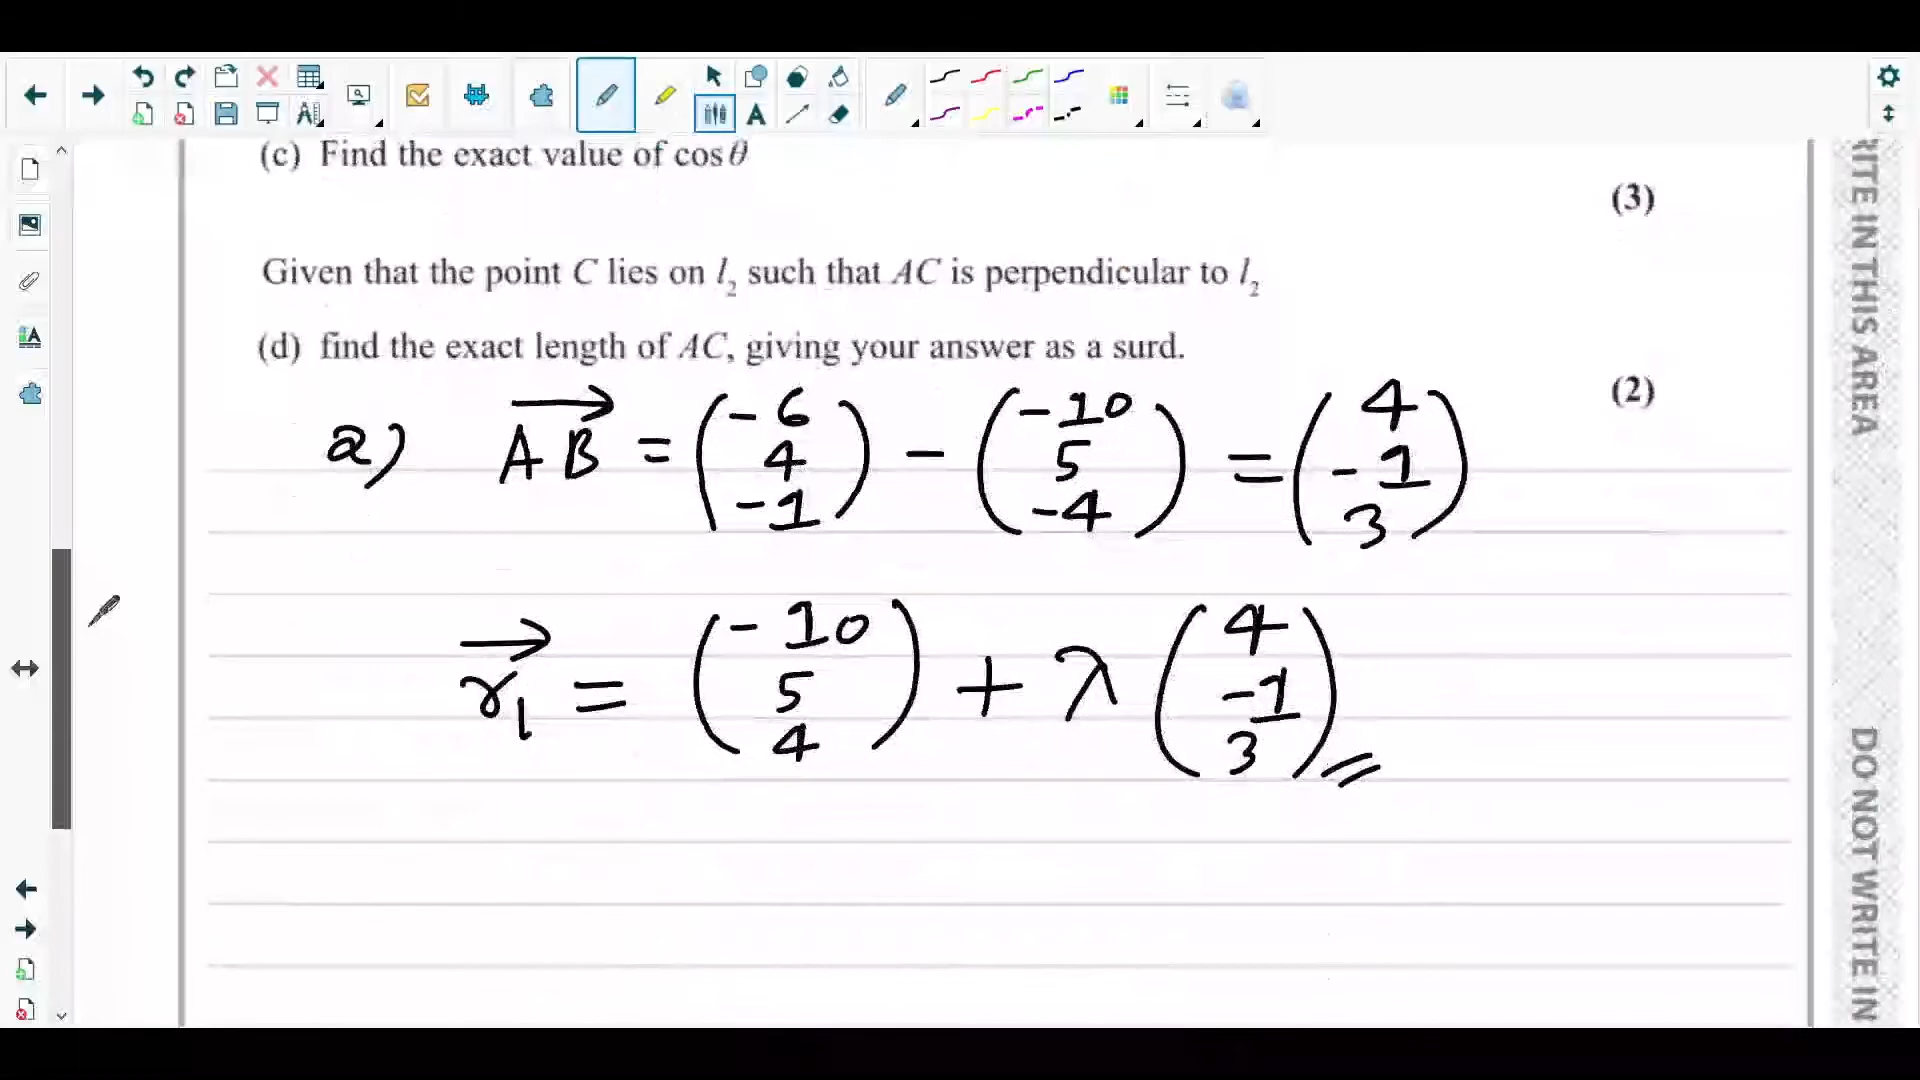 (c) Find the exact value of cos θ
(3)
Given that the point C lies on l₂ such that AC is perpendicular to l₂
(d) find the exact length of AC, giving your answer as a surd.
(2)
a) AB⃗ = (-6 4 -1) - (-10 5 -4) = (4 -1 3)
r₁⃗ = (-10 5 4) + λ (4 -1 3)
RITE IN THIS AREA
DO NOT WRITE IN